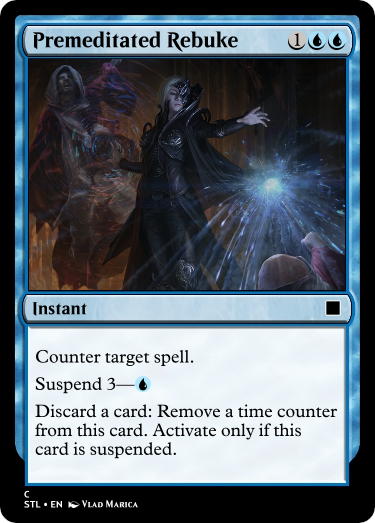 Premeditated Rebuke 1
Instant
Counter target spell.
Suspend 3—
Discard a card: Remove a time counter
from this card. Activate only if this
card is suspended.
C
STL • EN Vlad Marica